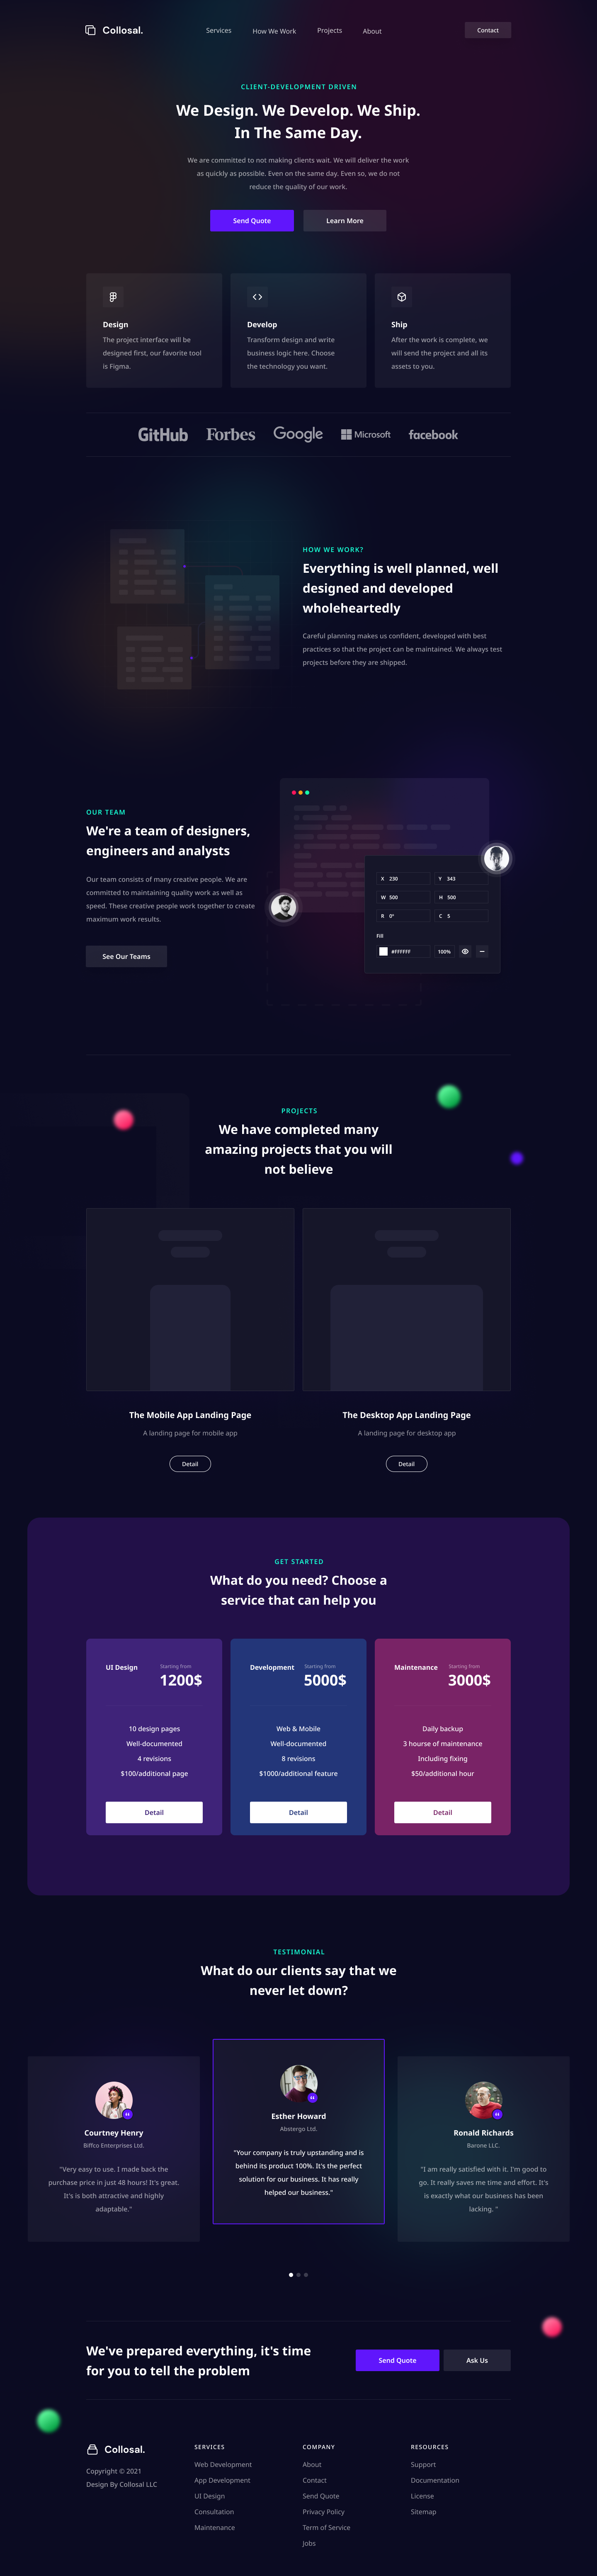 Collosal.
Services
How We Work
Projects
About
Contact
CLIENT-DEVELOPMENT DRIVEN
We Design. We Develop. We Ship.
In The Same Day.
We are committed to not making clients wait. We will deliver the work
as quickly as possible. Even on the same day. Even so, we do not
reduce the quality of our work.
Send Quote
Learn More
Design
The project interface will be
designed first, our favorite tool
is Figma.
Develop
Transform design and write
business logic here. Choose
the technology you want.
Ship
After the work is complete, we
will send the project and all its
assets to you.
GitHub
Forbes
Google
Microsoft
facebook
HOW WE WORK?
Everything is well planned, well
designed and developed
wholeheartedly
Careful planning makes us confident, developed with best
practices so that the project can be maintained. We always test
projects before they are shipped.
OUR TEAM
We're a team of designers,
engineers and analysts
Our team consists of many creative people. We are
committed to maintaining quality work as well as
speed. These creative people work together to create
maximum work results.
See Our Teams
X 230
Y 343
W 500
H 500
R 0°
C 5
Fill
#FFFFFF
100%
PROJECTS
We have completed many
amazing projects that you will
not believe
The Mobile App Landing Page
A landing page for mobile app
Detail
The Desktop App Landing Page
A landing page for desktop app
Detail
GET STARTED
What do you need? Choose a
service that can help you
UI Design
Starting from
1200$
10 design pages
Well-documented
4 revisions
$100/additional page
Detail
Development
Starting from
5000$
Web & Mobile
Well-documented
8 revisions
$1000/additional feature
Detail
Maintenance
Starting from
3000$
Daily backup
3 hourse of maintenance
Including fixing
$50/additional hour
Detail
TESTIMONIAL
What do our clients say that we
never let down?
Courtney Henry
Biffco Enterprises Ltd.
"Very easy to use. I made back the
purchase price in just 48 hours! It's great.
It's is both attractive and highly
adaptable."
Esther Howard
Abstergo Ltd.
"Your company is truly upstanding and is
behind its product 100%. It's the perfect
solution for our business. It has really
helped our business."
Ronald Richards
Barone LLC.
"I am really satisfied with it. I'm good to
go. It really saves me time and effort. It's
is exactly what our business has been
lacking. "
We've prepared everything, it's time
for you to tell the problem
Send Quote
Ask Us
Collosal.
Copyright © 2021
Design By Collosal LLC
SERVICES
Web Development
App Development
UI Design
Consultation
Maintenance
COMPANY
About
Contact
Send Quote
Privacy Policy
Term of Service
Jobs
RESOURCES
Support
Documentation
License
Sitemap